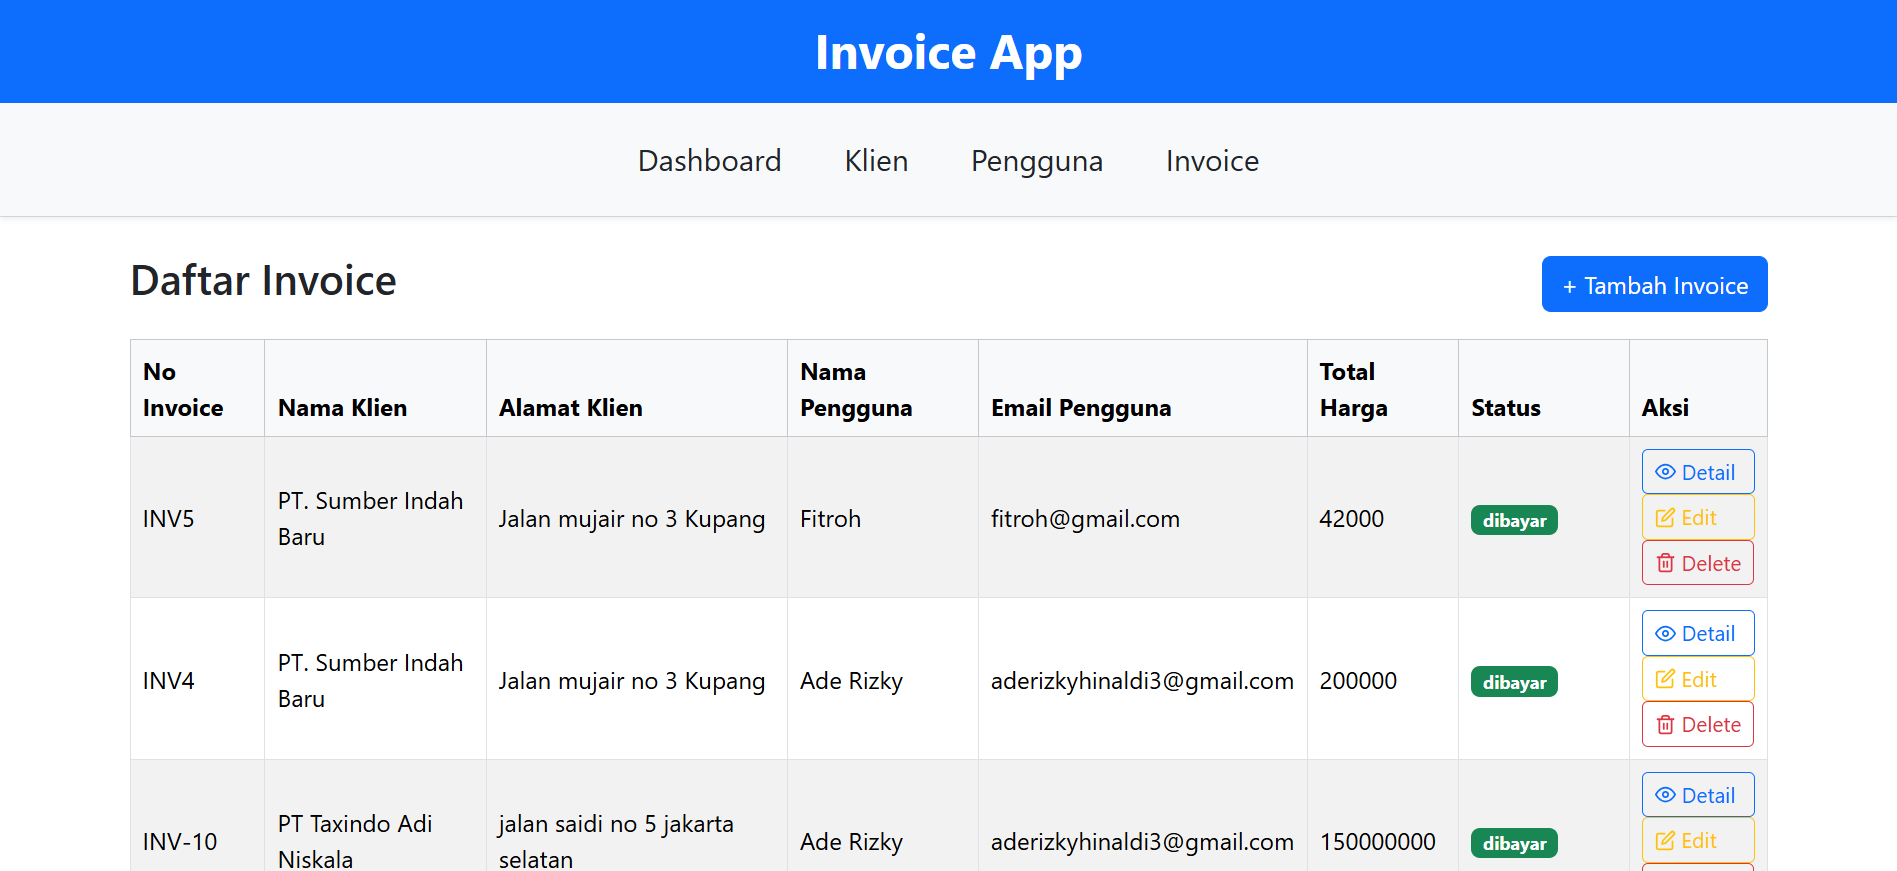 Invoice App
Dashboard Klien Pengguna Invoice
Daftar Invoice
+ Tambah Invoice
No Invoice
Nama Klien
Alamat Klien
Nama Pengguna
Email Pengguna
Total Harga
Status
Aksi
INV5
PT. Sumber Indah
Baru
Jalan mujair no 3 Kupang
Fitroh
fitroh@gmail.com
42000
dibayar
Detail
Edit
Delete
INV4
PT. Sumber Indah
Baru
Jalan mujair no 3 Kupang
Ade Rizky
aderizkyhinaldi3@gmail.com
200000
dibayar
Detail
Edit
Delete
INV-10
PT Taxindo Adi
Niskala
jalan saidi no 5 jakarta
selatan
Ade Rizky
aderizkyhinaldi3@gmail.com
150000000
dibayar
Detail
Edit